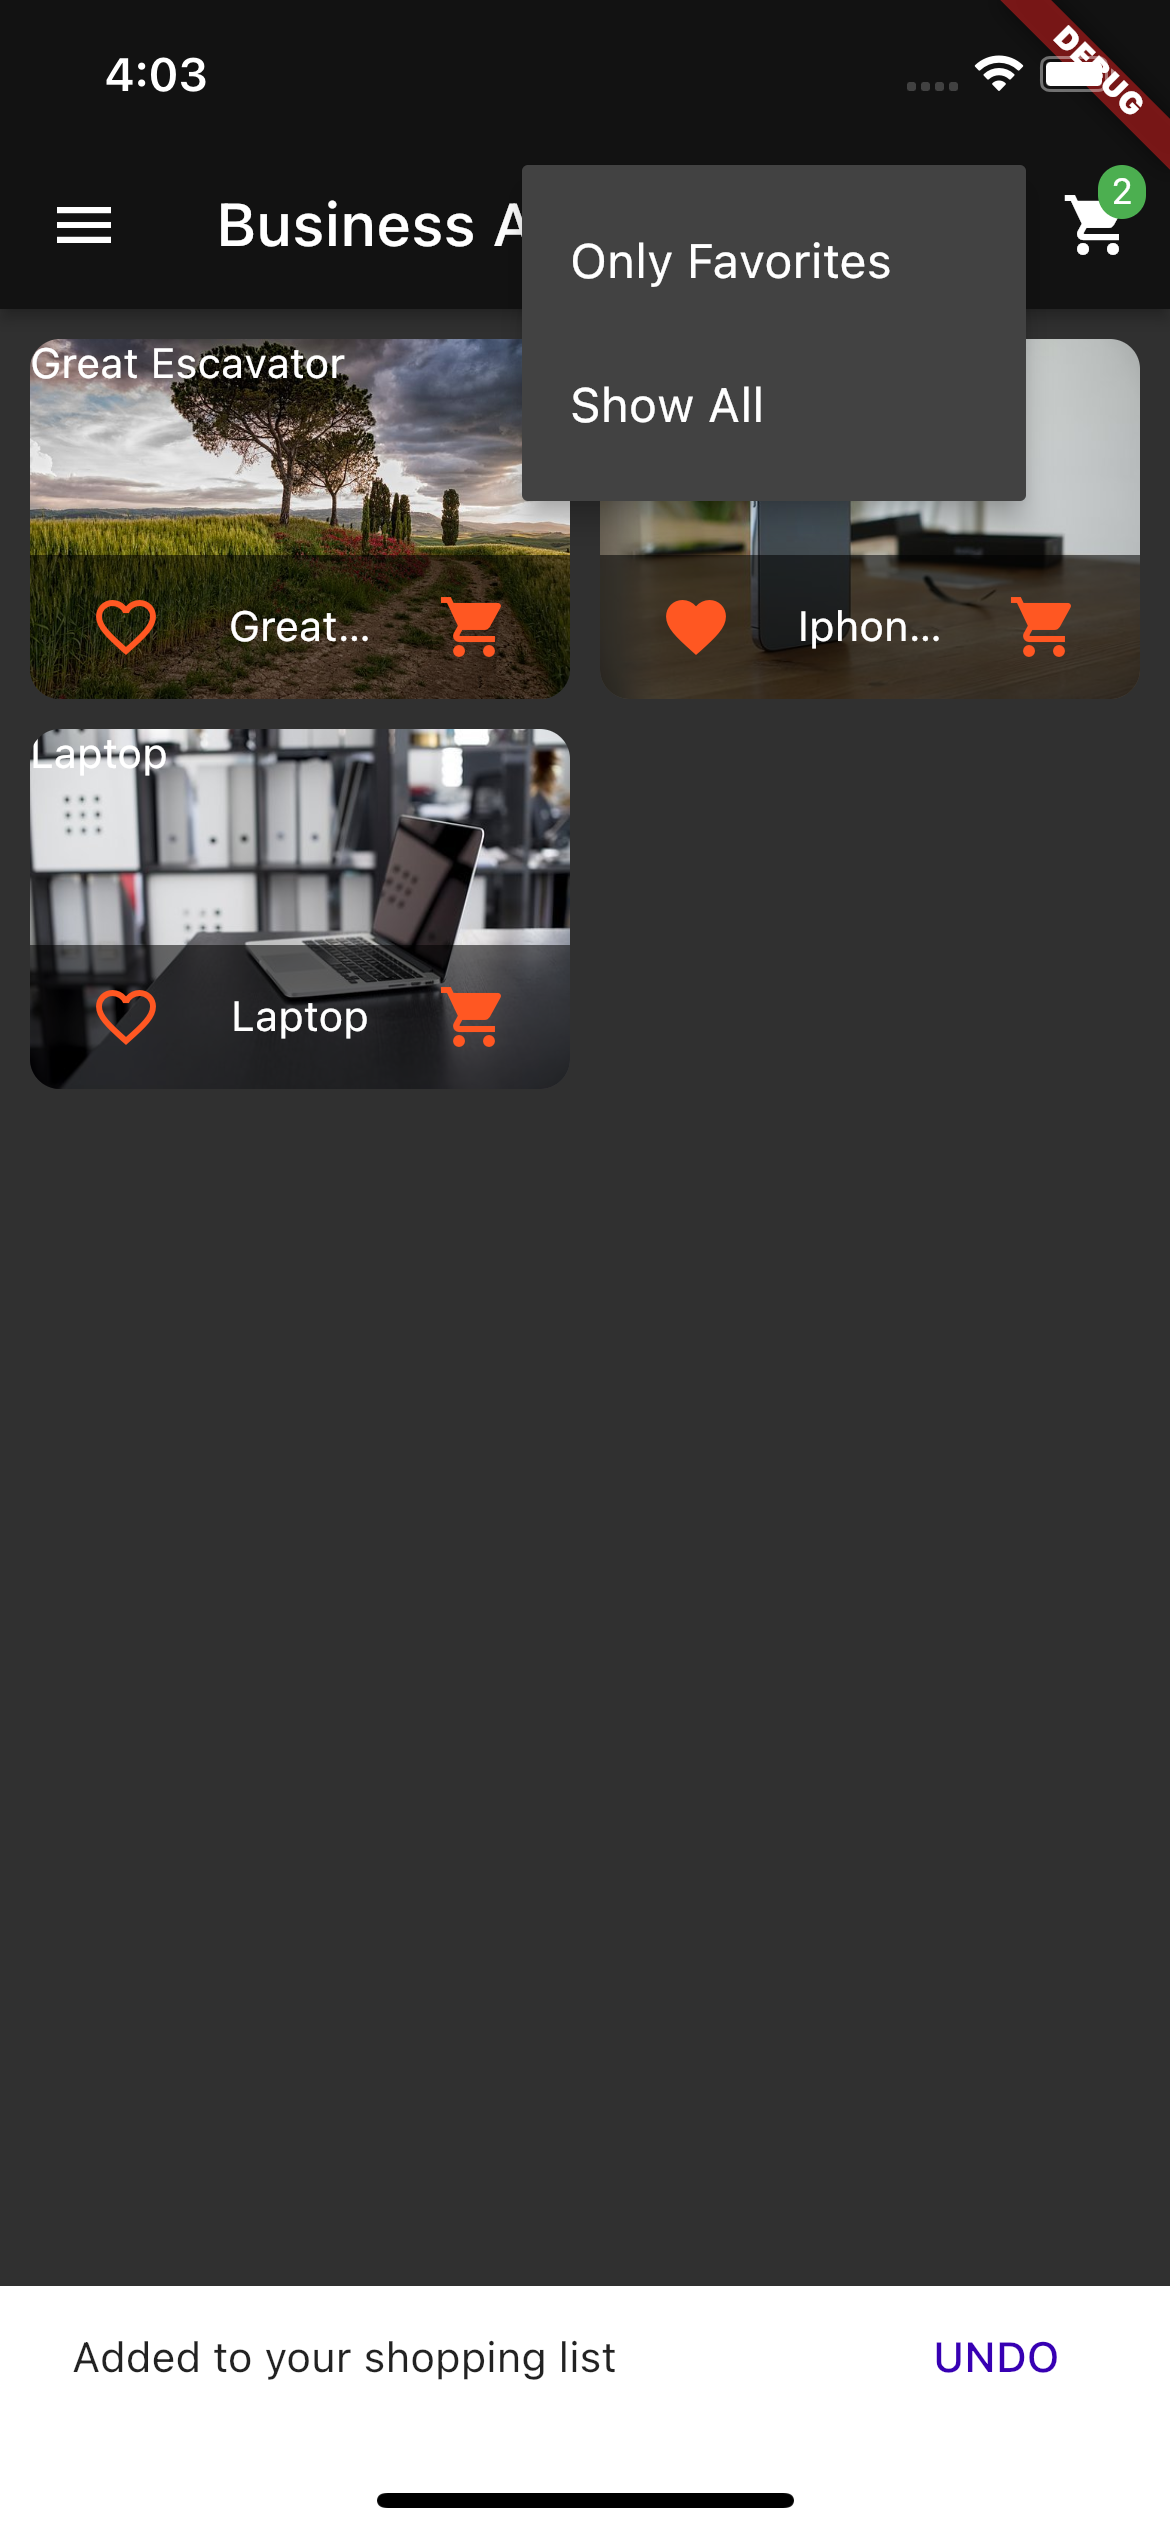 4:03
DEBUG
Business A
2
Only Favorites
Show All
Great Escavator
Great...
Iphon...
Laptop
Laptop
Added to your shopping list
UNDO